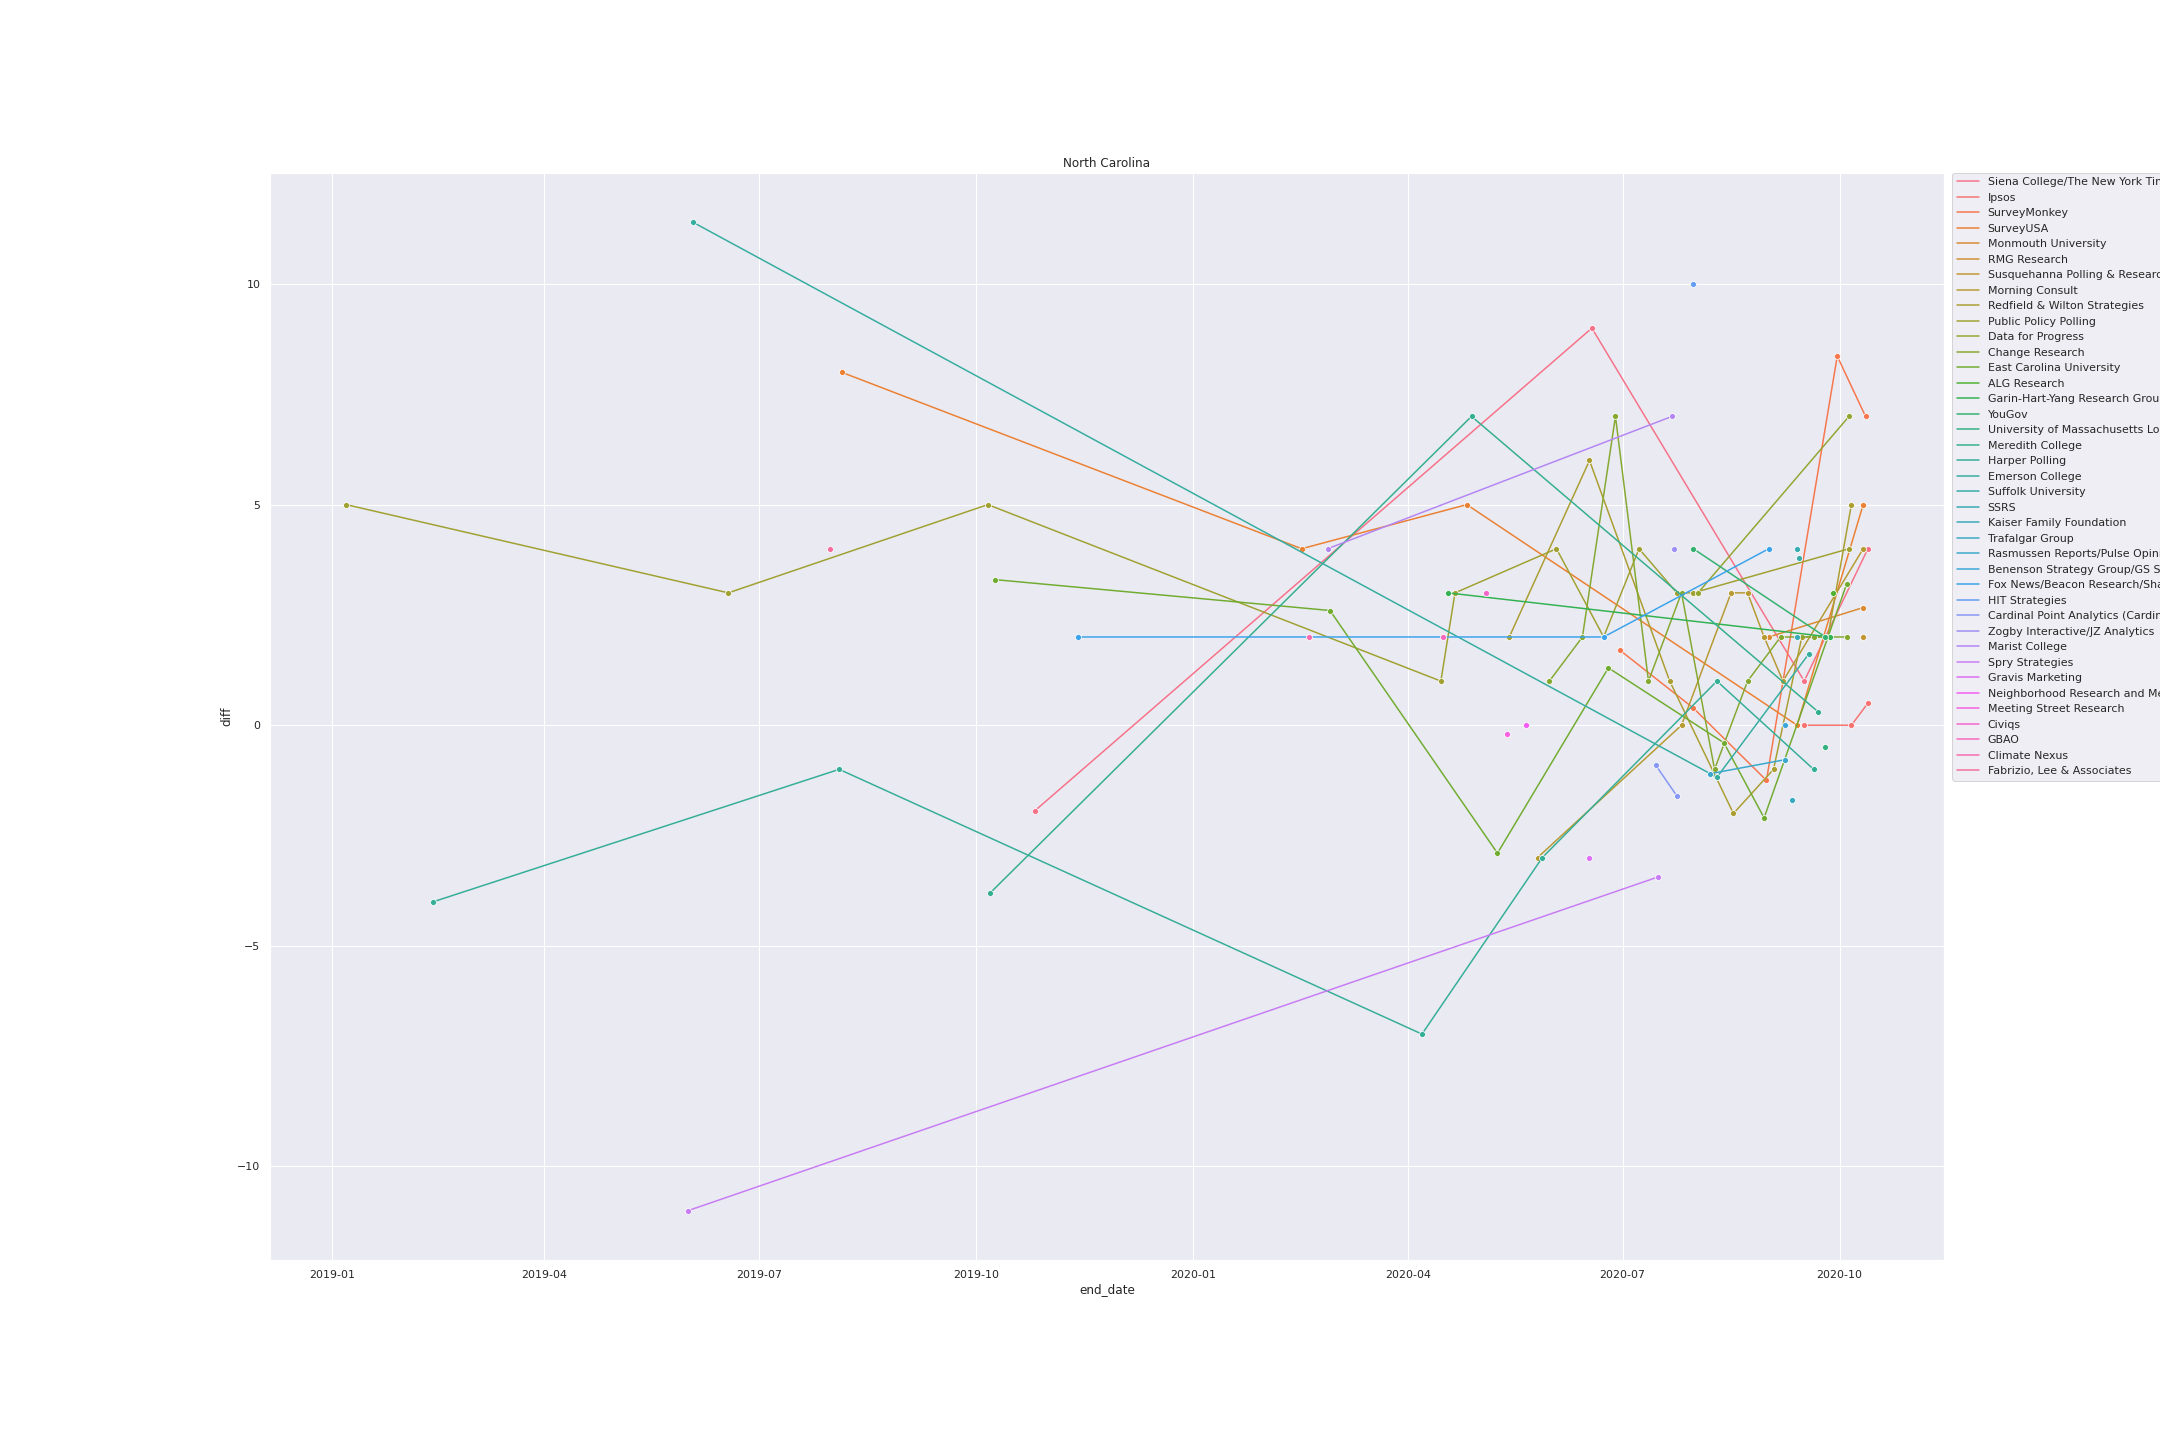 North Carolina
10
5
0
−5
−10
diff
2019-01
2019-04
2019-07
2019-10
2020-01
2020-04
2020-07
2020-10
end_date
Siena College/The New York Tim
Ipsos
SurveyMonkey
SurveyUSA
Monmouth University
RMG Research
Susquehanna Polling & Researc
Morning Consult
Redfield & Wilton Strategies
Public Policy Polling
Data for Progress
Change Research
East Carolina University
ALG Research
Garin-Hart-Yang Research Grou
YouGov
University of Massachusetts Lo
Meredith College
Harper Polling
Emerson College
Suffolk University
SSRS
Kaiser Family Foundation
Trafalgar Group
Rasmussen Reports/Pulse Opin
Benenson Strategy Group/GS S
Fox News/Beacon Research/Sha
HIT Strategies
Cardinal Point Analytics (Cardin
Zogby Interactive/JZ Analytics
Marist College
Spry Strategies
Gravis Marketing
Neighborhood Research and Me
Meeting Street Research
Civiqs
GBAO
Climate Nexus
Fabrizio, Lee & Associates